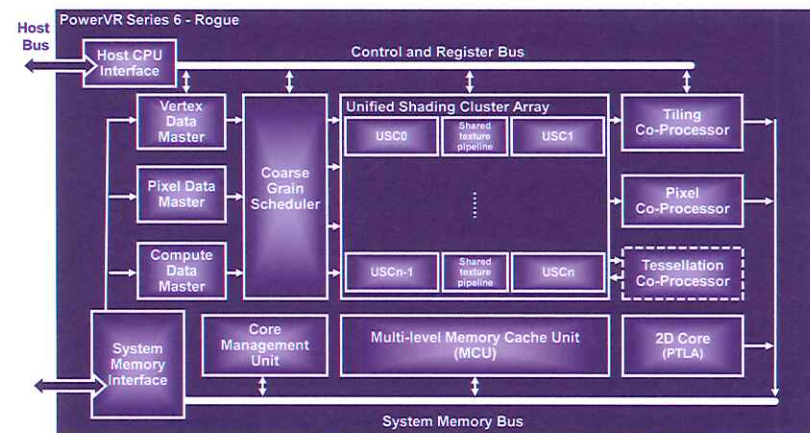 PowerVR Series 6 - Rogue
Host
Bus
Host CPU
Interface
Control and Register Bus
Vertex
Data
Master
Pixel Data
Master
Compute
Data
Master
Coarse
Grain
Scheduler
Unified Shading Cluster Array
USC0
Shared
texture
pipeline
USC1
USCn-1
Shared
texture
pipeline
USCn
Tiling
Co-Processor
Pixel
Co-Processor
Tessellation
Co-Processor
System
Memory
Interface
Core
Management
Unit
Multi-level Memory Cache Unit
(MCU)
2D Core
(PTLA)
System Memory Bus